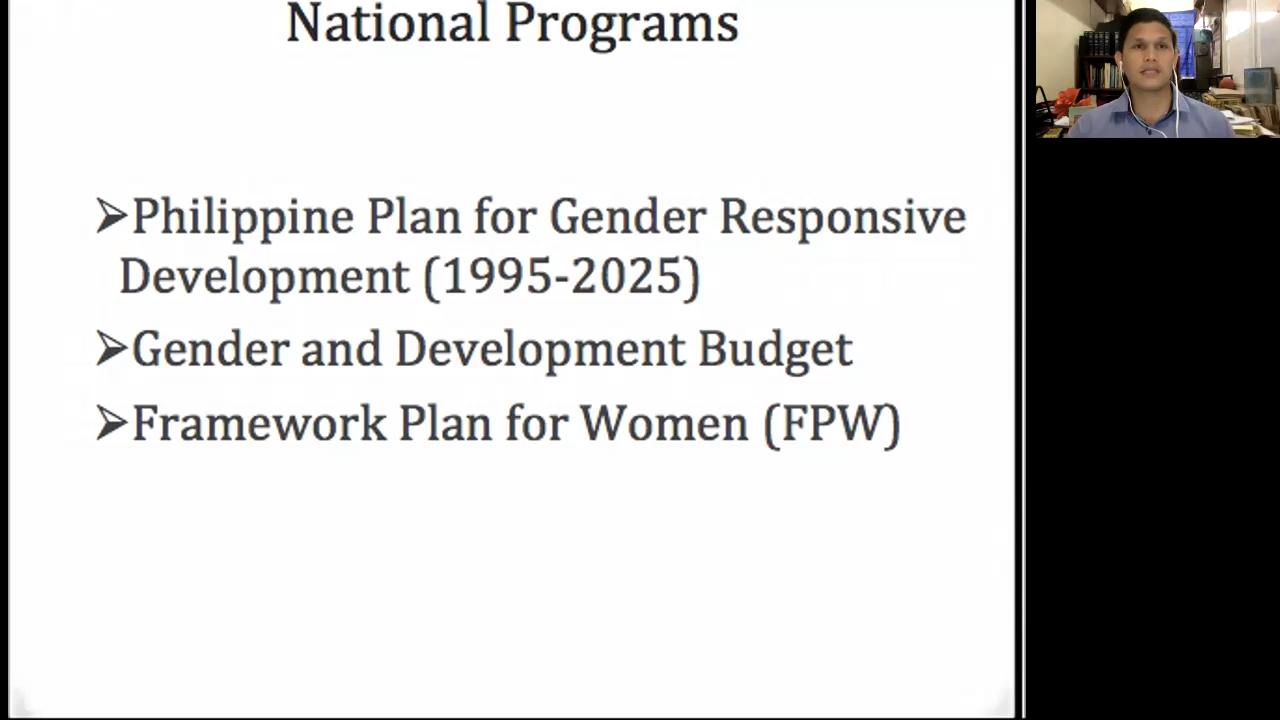 National Programs
➢Philippine Plan for Gender Responsive
Development (1995-2025)
➢Gender and Development Budget
➢Framework Plan for Women (FPW)